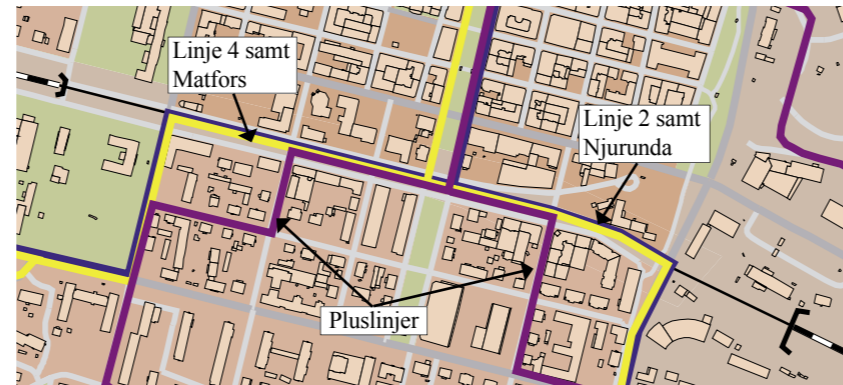 Linje 4 samt
Matfors
Linje 2 samt
Njurunda
Pluslinjer